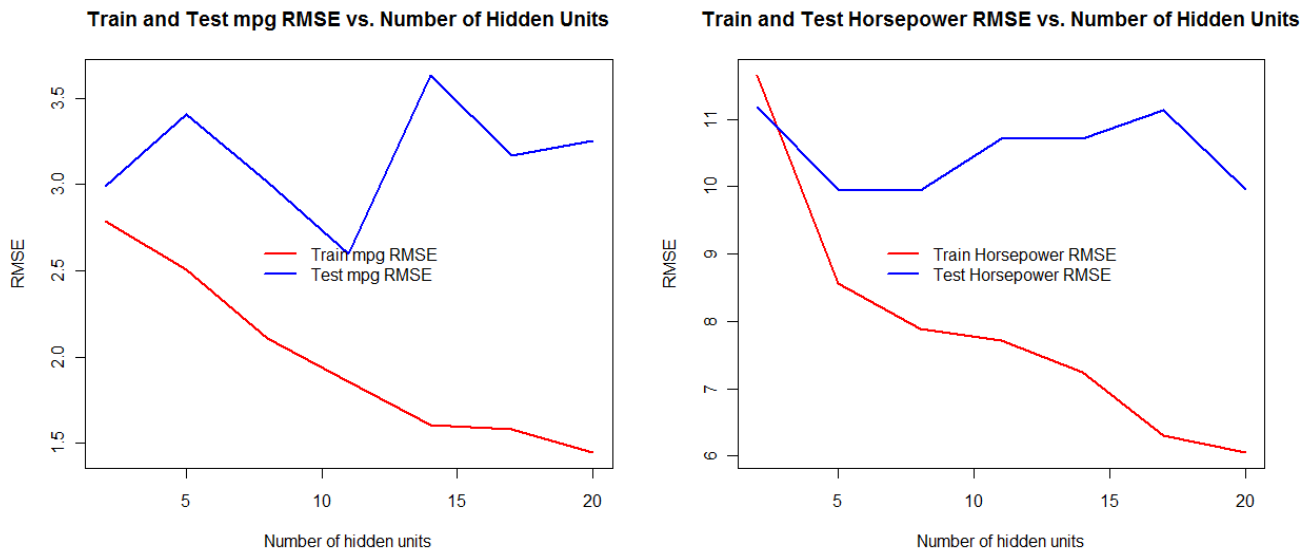 Train and Test mpg RMSE vs. Number of Hidden Units
RMSE
3.5
3.0
2.5
2.0
1.5
Train mpg RMSE
Test mpg RMSE
5
10
15
20
Number of hidden units
Train and Test Horsepower RMSE vs. Number of Hidden Units
RMSE
11
10
9
8
7
6
Train Horsepower RMSE
Test Horsepower RMSE
5
10
15
20
Number of hidden units